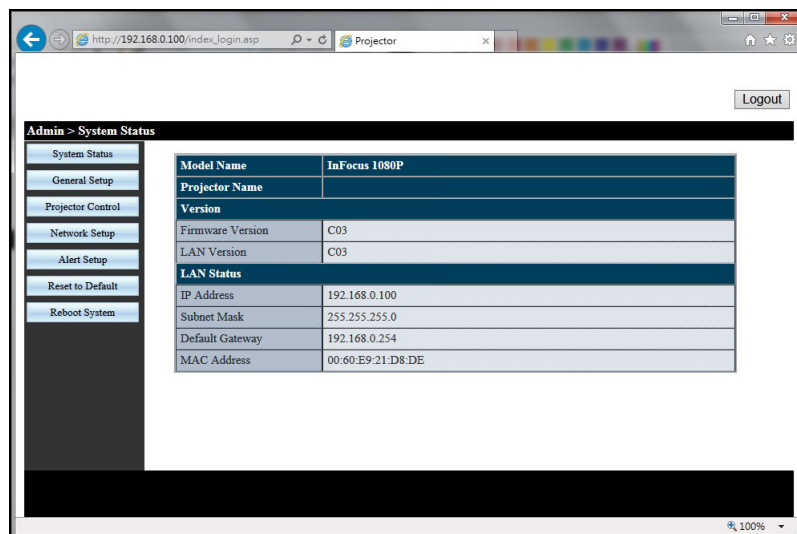 http://192.168.0.100/index_login.asp
Projector
Logout
Admin > System Status
System Status
General Setup
Projector Control
Network Setup
Alert Setup
Reset to Default
Reboot System
Model Name InFocus 1080P
Projector Name
Version
Firmware Version C03
LAN Version C03
LAN Status
IP Address 192.168.0.100
Subnet Mask 255.255.255.0
Default Gateway 192.168.0.254
MAC Address 00:60:E9:21:D8:DE
100%